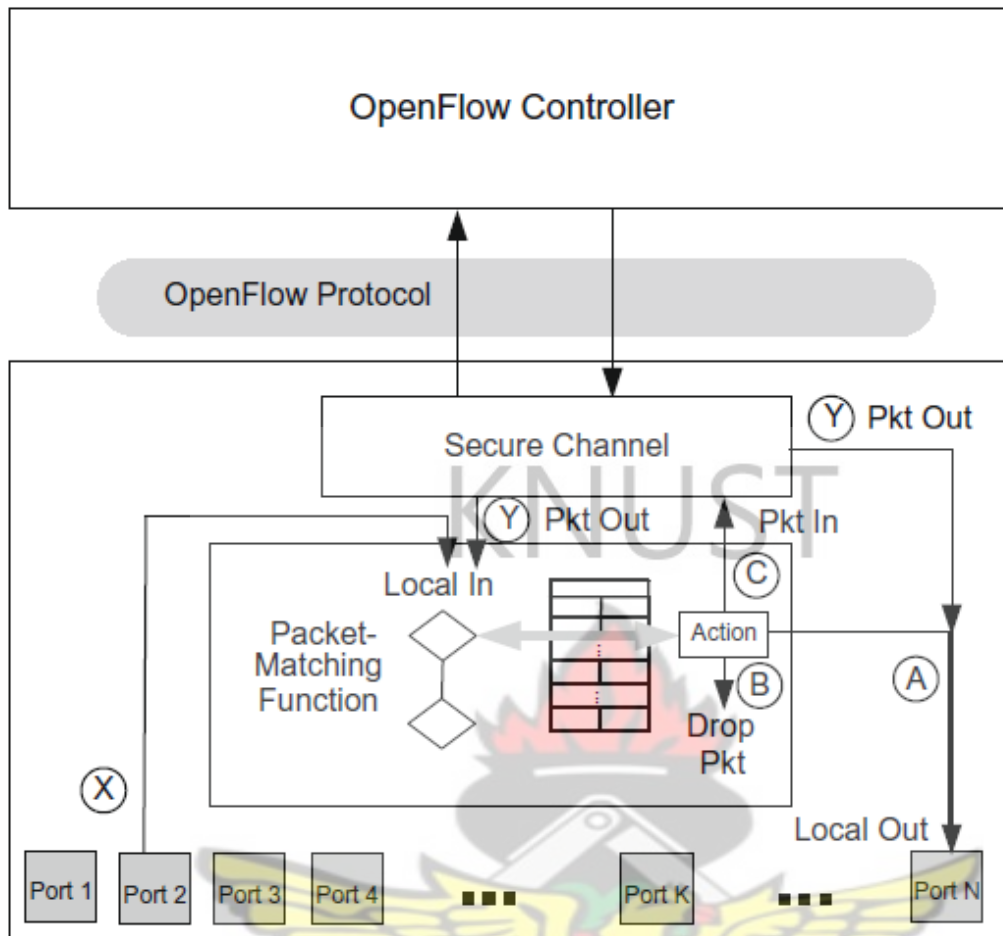 OpenFlow Controller
OpenFlow Protocol
Y Pkt Out
Secure Channel
KNUST
Y Pkt Out
Pkt In
Local In
C
Packet-
Matching
Function
Action
B
A
Drop
Pkt
X
Local Out
Port 1
Port 2
Port 3
Port 4
Port K
Port N